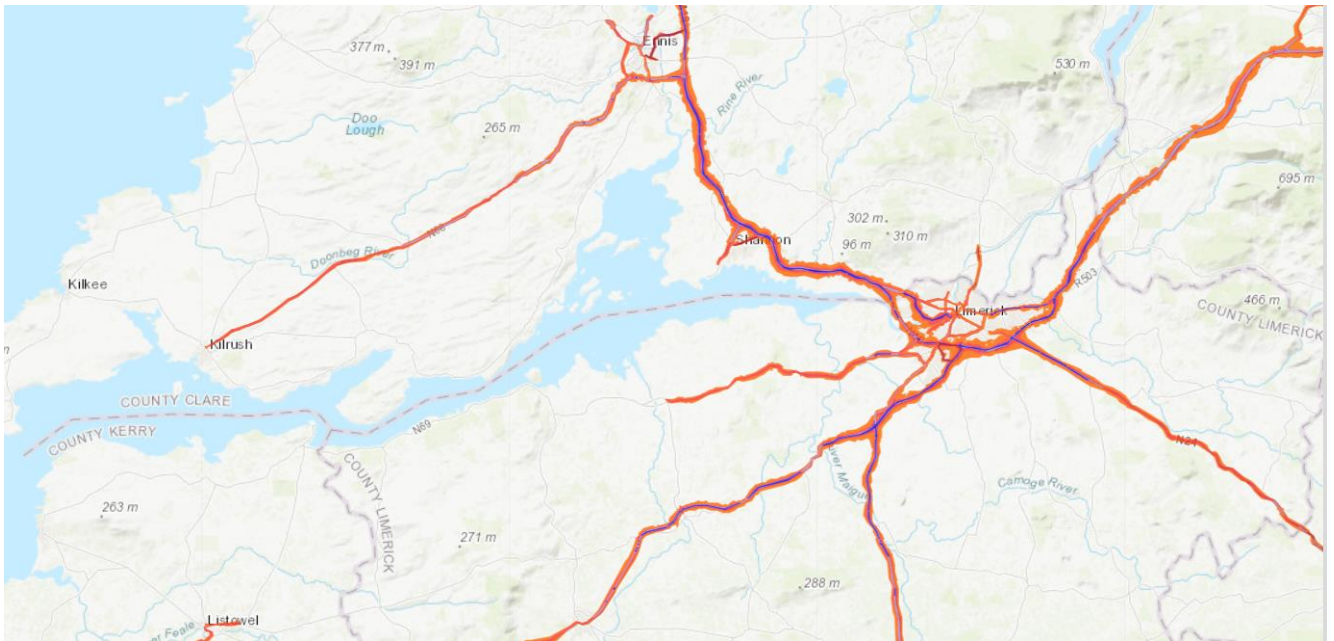 Ennis
377 m
391 m
530 m
Rine River
Doo
Lough
265 m
695 m
302 m
310 m
Shannon
96 m
Doonbeg River
N68
Kilkee
R503
466 m
Limerick
COUNTY LIMERICK
Kilrush
COUNTY CLARE
COUNTY KERRY
N69
N24
COUNTY LIMERICK
River Maigue
Camoge River
263 m
271 m
288 m
Listowel
Feale